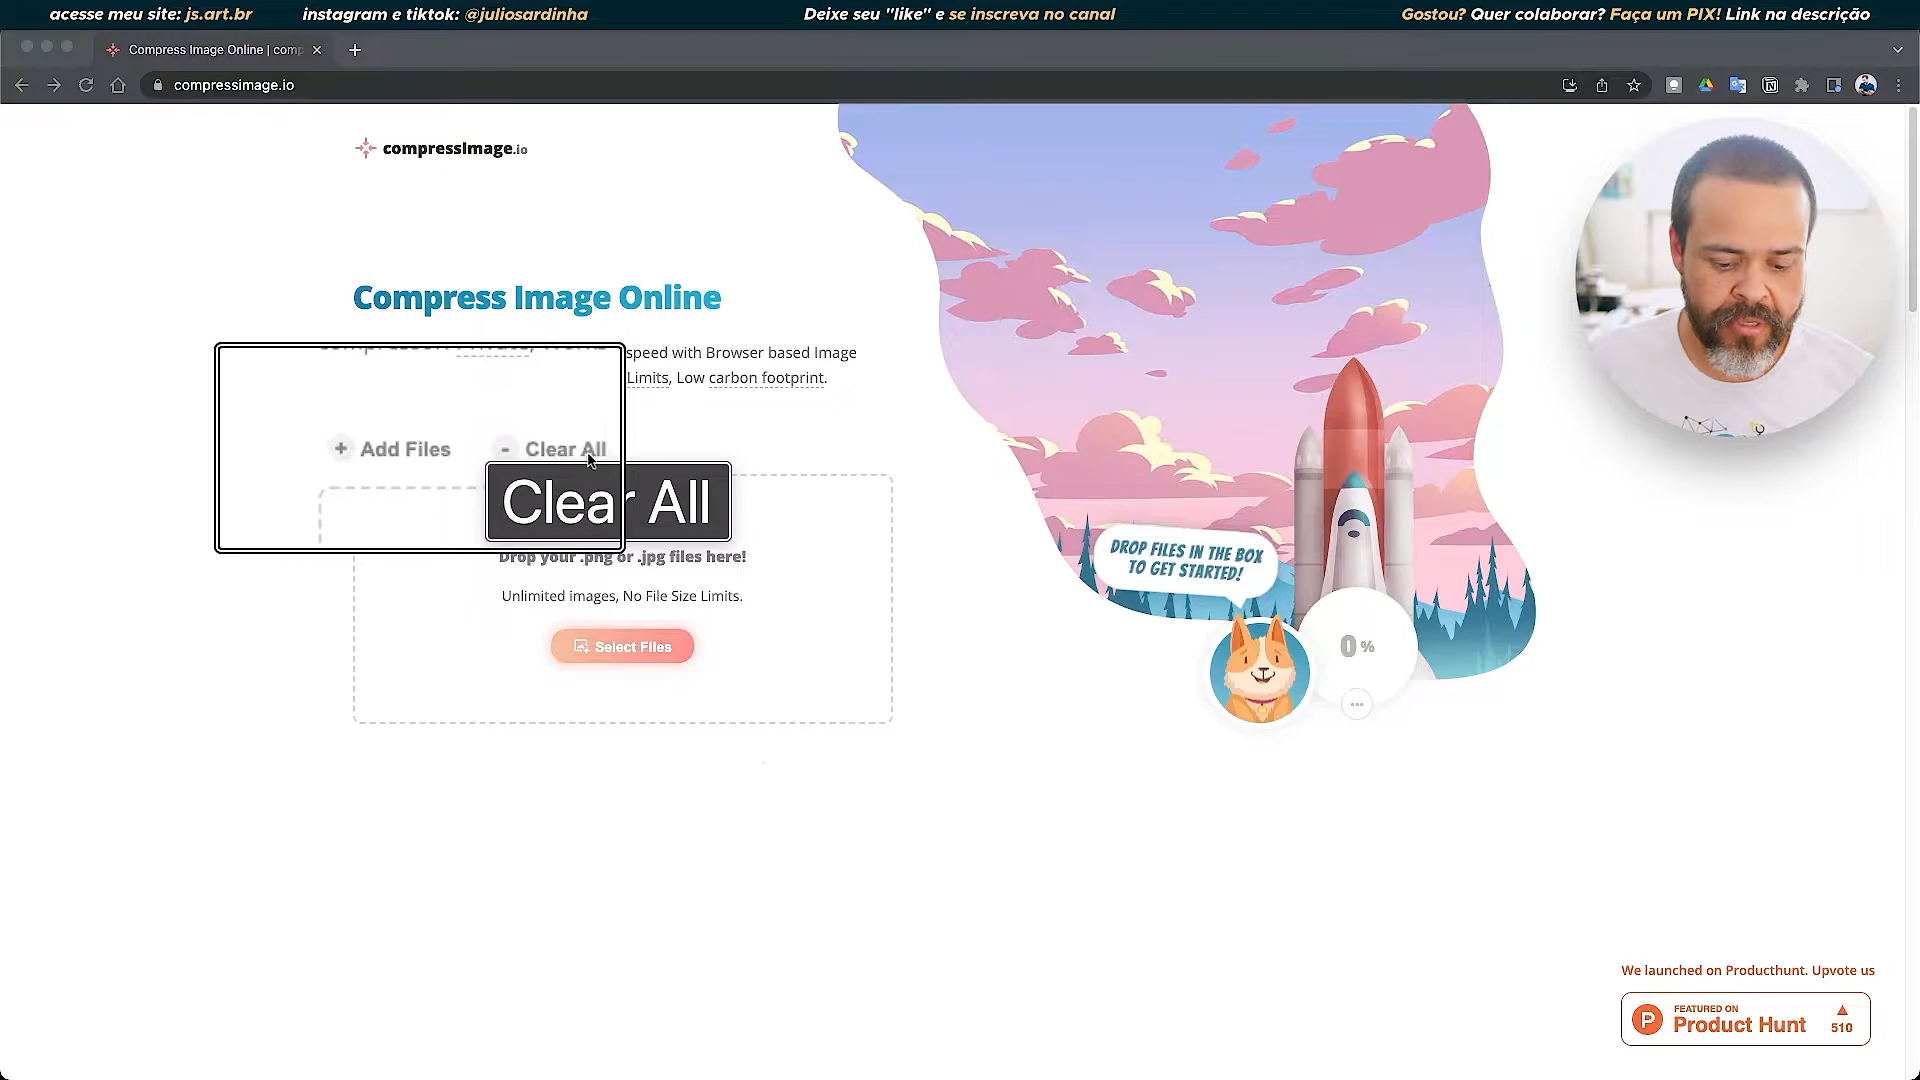 acesse meu site: js.art.br
instagram e tiktok: @juliosardinha
Deixe seu "like" e se inscreva no canal
Gostou? Quer colaborar? Faça um PIX! Link na descrição
Compress Image Online | comp
compressimage.io
compressImage.io
Compress Image Online
speed with Browser based Image
Limits, Low carbon footprint.
+ Add Files
- Clear All
Clear All
Drop your .png or .jpg files here!
Unlimited images, No File Size Limits.
Select Files
DROP FILES IN THE BOX
TO GET STARTED!
0 %
We launched on Producthunt. Upvote us
P
FEATURED ON
Product Hunt
510